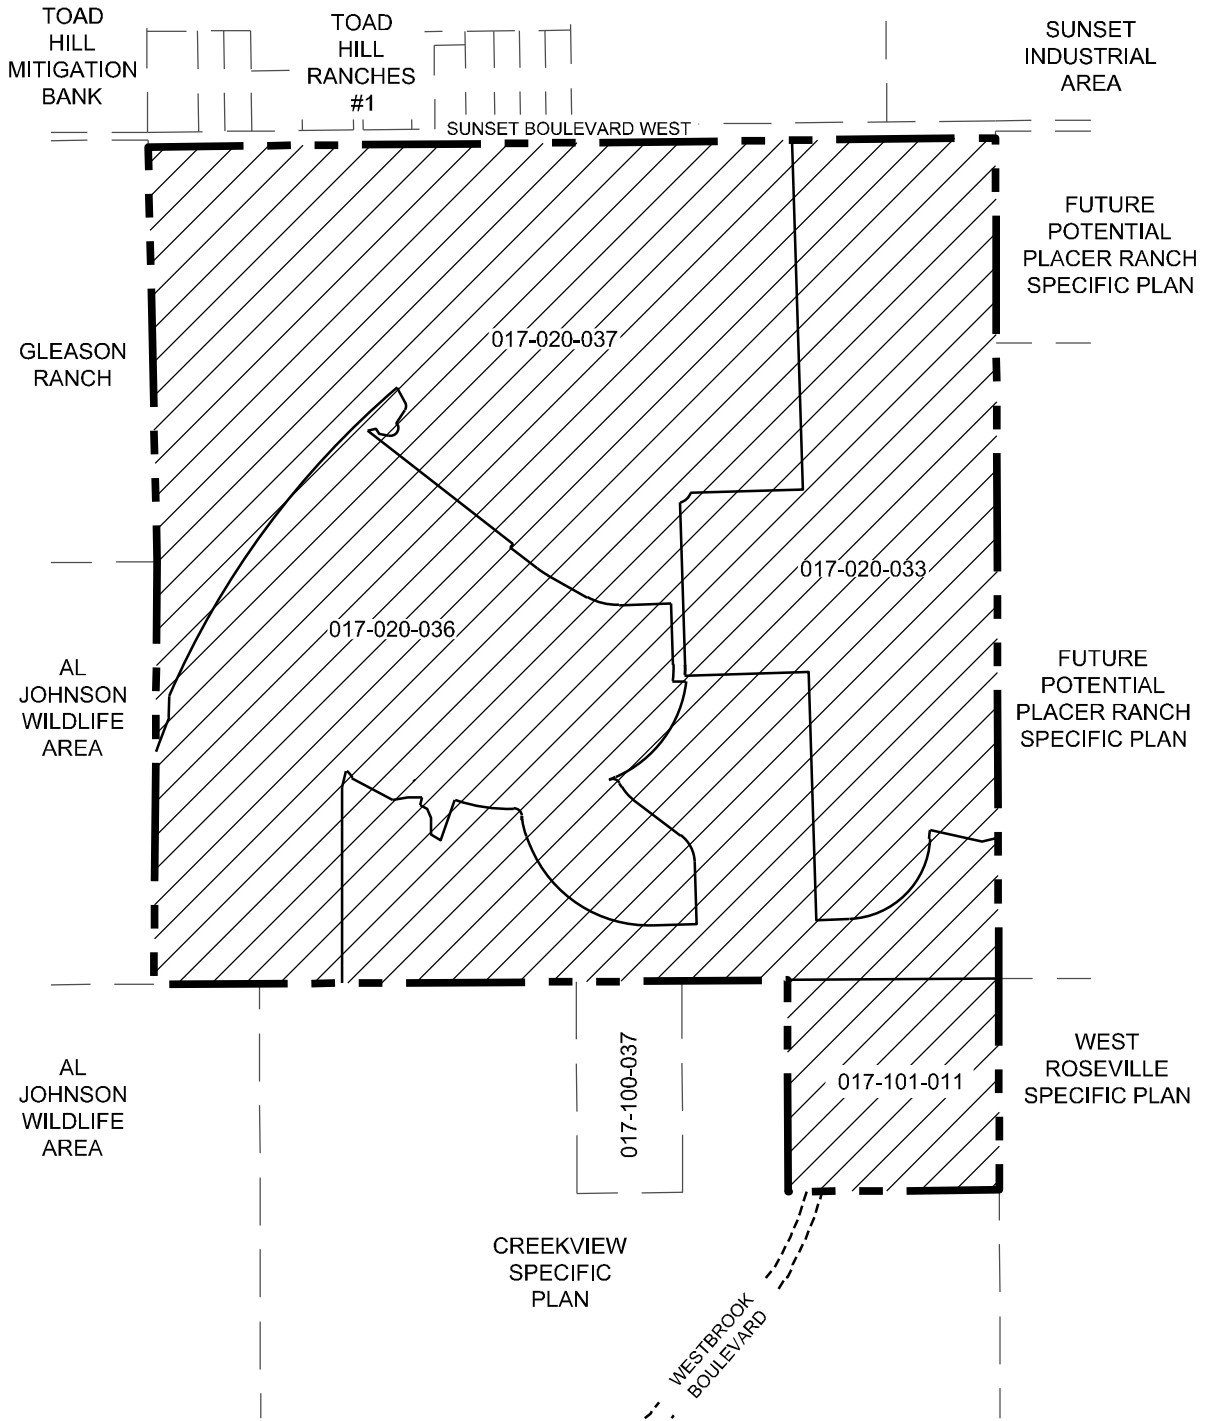 TOAD
HILL
MITIGATION
BANK
TOAD
HILL
RANCHES
#1
SUNSET
INDUSTRIAL
AREA
SUNSET BOULEVARD WEST
FUTURE
POTENTIAL
PLACER RANCH
SPECIFIC PLAN
GLEASON
RANCH
017-020-037
017-020-033
017-020-036
AL
JOHNSON
WILDLIFE
AREA
FUTURE
POTENTIAL
PLACER RANCH
SPECIFIC PLAN
AL
JOHNSON
WILDLIFE
AREA
017-100-037
017-101-011
WEST
ROSEVILLE
SPECIFIC PLAN
CREEKVIEW
SPECIFIC
PLAN
WESTBROOK
BOULEVARD